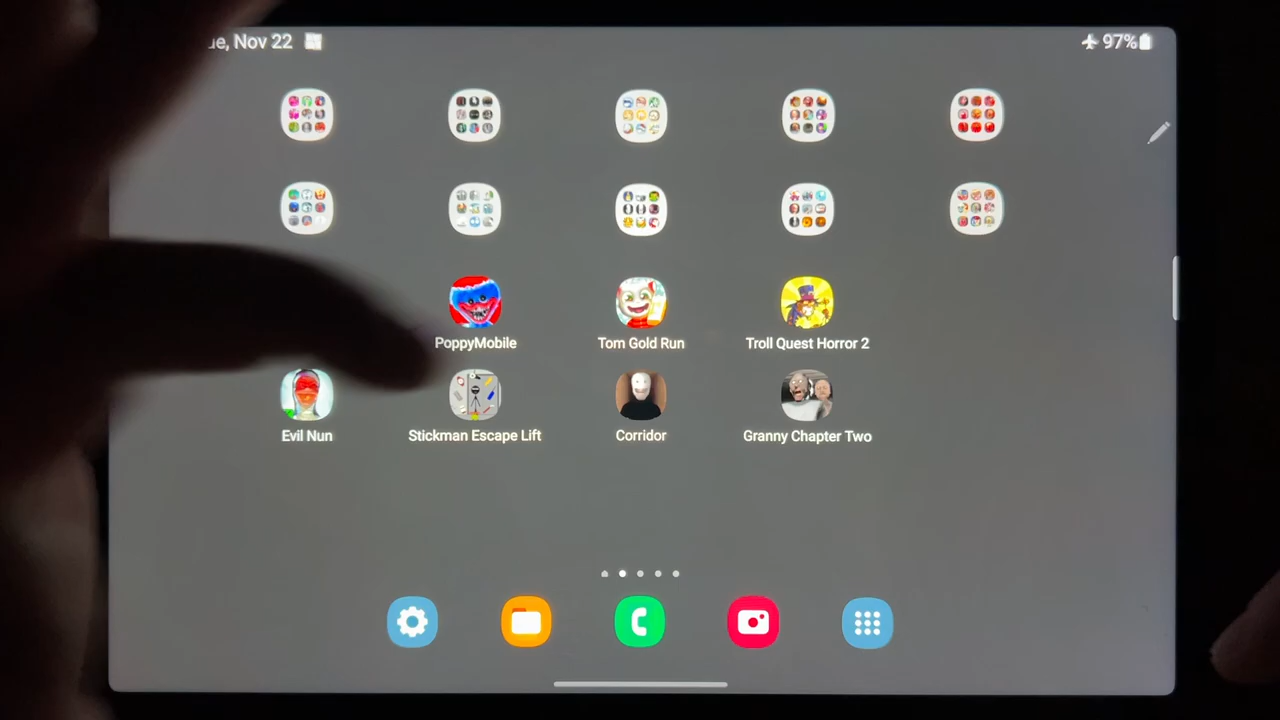 Nov 22
97%
PoppyMobile
Tom Gold Run
Troll Quest Horror 2
Evil Nun
Stickman Escape Lift
Corridor
Granny Chapter Two